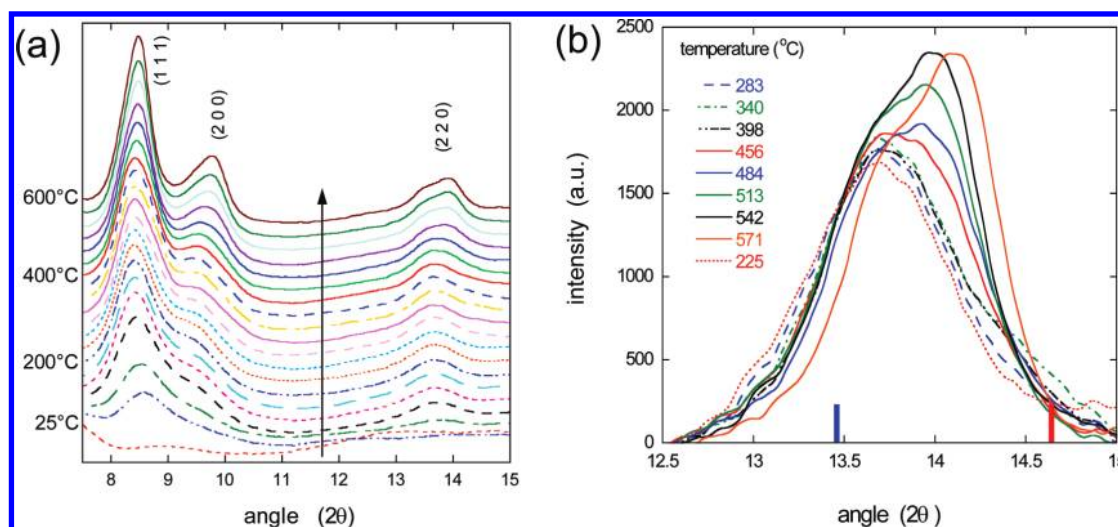 (a)
(1 1 1)
(2 0 0)
(2 2 0)
600°C
400°C
200°C
25°C
8 9 10 11 12 13 14 15
angle (2θ)
(b)
temperature (°C)
283
340
398
456
484
513
542
571
225
2500
2000
1500
1000
500
0
intensity (a.u.)
12.5 13 13.5 14 14.5 15
angle (2θ)